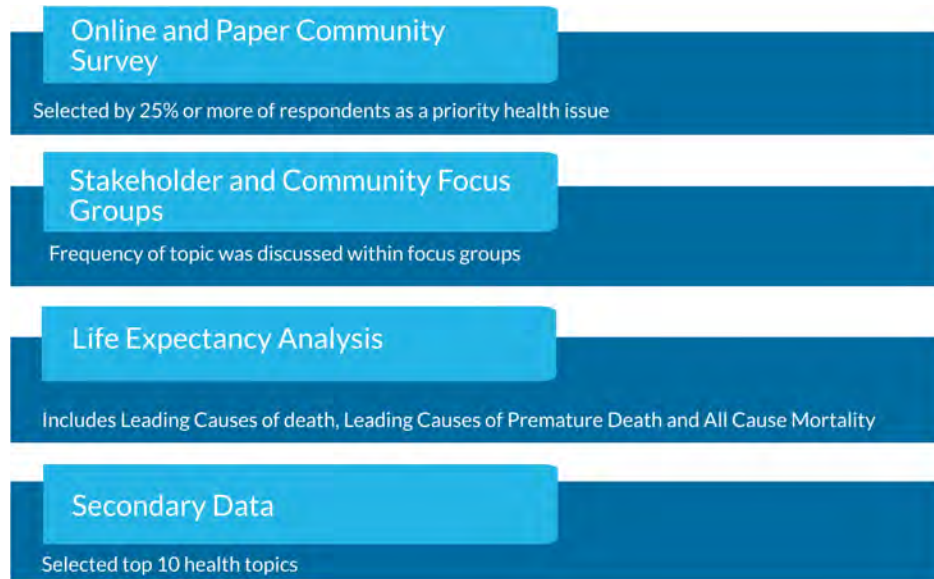 Online and Paper Community
Survey
Selected by 25% or more of respondents as a priority health issue
Stakeholder and Community Focus
Groups
Frequency of topic was discussed within focus groups
Life Expectancy Analysis
Includes Leading Causes of death, Leading Causes of Premature Death and All Cause Mortality
Secondary Data
Selected top 10 health topics